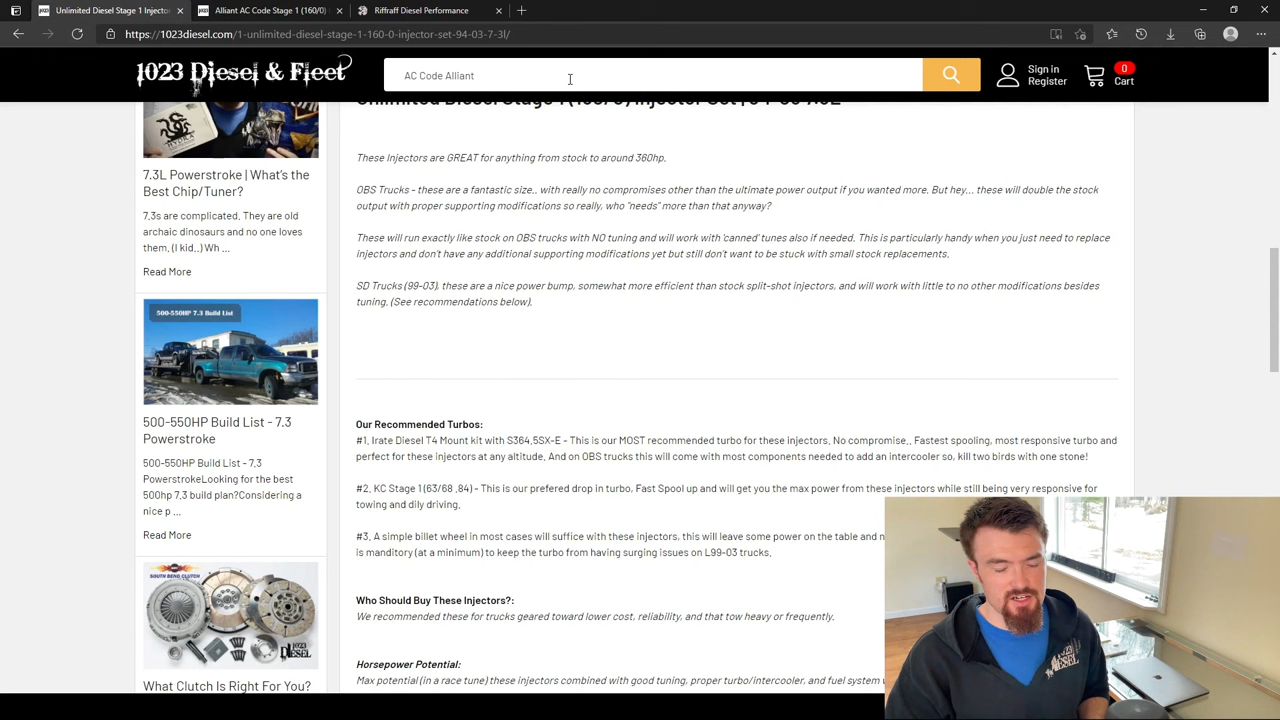 Unlimited Diesel Stage 1 Injector S
Alliant AC Code Stage 1 (160/0) I
Riffraff Diesel Performance
https://1023diesel.com/1-unlimited-diesel-stage-1-160-0-injector-set-94-03-7-3l/
1023 Diesel & Fleet
AC Code Alliant
Sign in
Register
0
Cart
7.3L Powerstroke | What's the
Best Chip/Tuner?
7.3s are complicated. They are old
archaic dinosaurs and no one loves
them. (I kid..) Wh ...
Read More
500-550HP Build List
500-550HP Build List - 7.3
Powerstroke
500-550HP Build List - 7.3
PowerstrokeLooking for the best
500hp 7.3 build plan?Considering a
nice p ...
Read More
SOUTH BEND CLUTCH
1023
DIESEL
What Clutch Is Right For You?
These Injectors are GREAT for anything from stock to around 360hp.
OBS Trucks - these are a fantastic size.. with really no compromises other than the ultimate power output if you wanted more. But hey... these will double the stock
output with proper supporting modifications so really, who "needs" more than that anyway?
These will run exactly like stock on OBS trucks with NO tuning and will work with 'canned' tunes also if needed. This is particularly handy when you just need to replace
injectors and don't have any additional supporting modifications yet but still don't want to be stuck with small stock replacements.
SD Trucks (99-03), these are a nice power bump, somewhat more efficient than stock split-shot injectors, and will work with little to no other modifications besides
tuning. (See recommendations below).
Our Recommended Turbos:
#1. Irate Diesel T4 Mount kit with S364.5SX-E - This is our MOST recommended turbo for these injectors. No compromise.. Fastest spooling, most responsive turbo and
perfect for these injectors at any altitude. And on OBS trucks this will come with most components needed to add an intercooler so, kill two birds with one stone!
#2. KC Stage 1 (63/68 .84) - This is our prefered drop in turbo, Fast Spool up and will get you the max power from these injectors while still being very responsive for
towing and dily driving.
#3. A simple billet wheel in most cases will suffice with these injectors, this will leave some power on the table and n
is manditory (at a minimum) to keep the turbo from having surging issues on L99-03 trucks.
Who Should Buy These Injectors?:
We recommended these for trucks geared toward lower cost, reliability, and that tow heavy or frequently.
Horsepower Potential:
Max potential (in a race tune) these injectors combined with good tuning, proper turbo/intercooler, and fuel system
1023
DIESEL